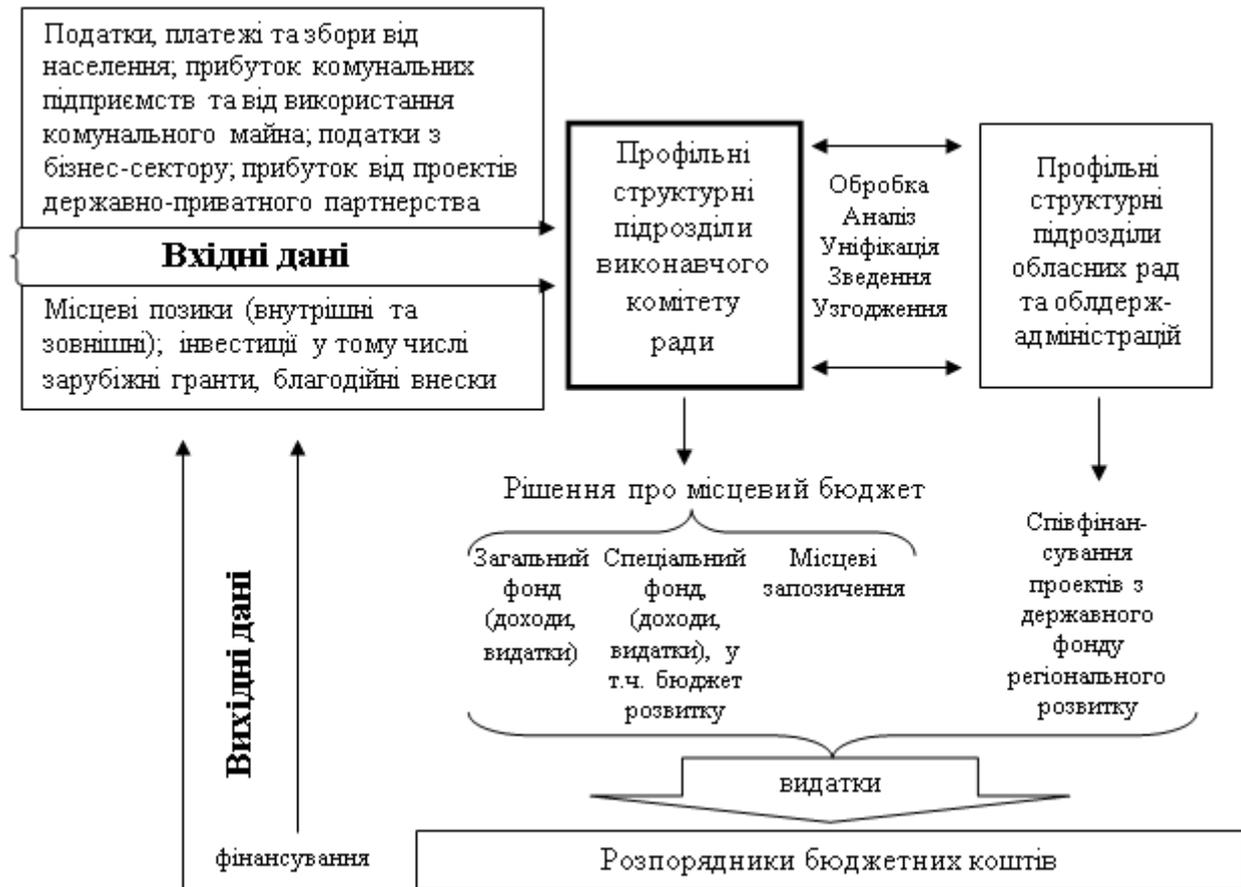 Податки, платежі та збори від
населення; прибуток комунальних
підприємств та від використання
комунального майна; податки з
бізнес-сектору; прибуток від проектів
державно-приватного партнерства
Вхідні дані
Місцеві позики (внутрішні та
зовнішні); інвестиції у тому числі
зарубіжні гранти, благодійні внески
Профільні
структурні
підрозділи
виконавчого
комітету
ради
Обробка
Аналіз
Уніфікація
Зведення
Узгодження
Профільні
структурні
підрозділи
обласних рад
та облдерж-
адміністрацій
Рішення про місцевий бюджет
Загальний
фонд
(доходи,
видатки)
Спеціальний
фонд,
(доходи,
видатки), у
т.ч. бюджет
розвитку
Місцеві
запозичення
Співфінан-
сування
проектів з
державного
фонду
регіонального
розвитку
Вихідні дані
видатки
фінансування
Розпорядники бюджетних коштів